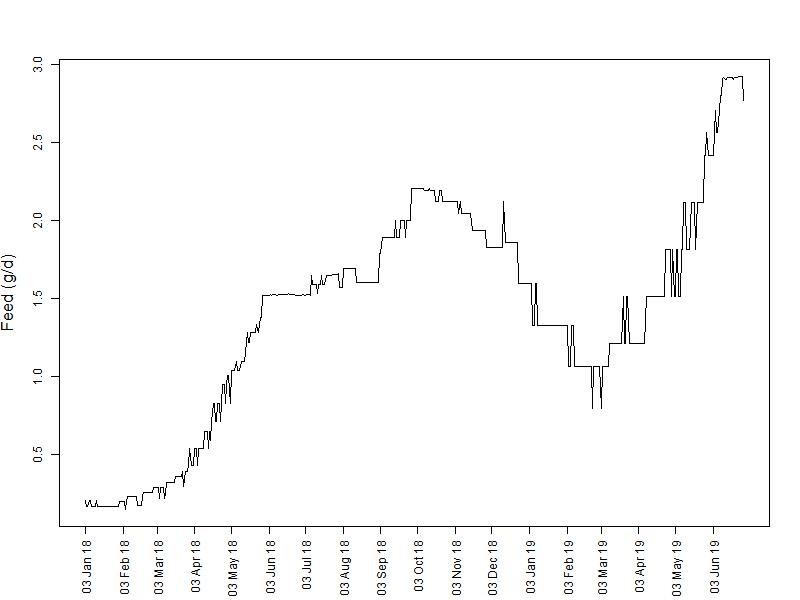 Feed (g/d)
3.0
2.5
2.0
1.5
1.0
0.5
03 Jan 18
03 Feb 18
03 Mar 18
03 Apr 18
03 May 18
03 Jun 18
03 Jul 18
03 Aug 18
03 Sep 18
03 Oct 18
03 Nov 18
03 Dec 18
03 Jan 19
03 Feb 19
03 Mar 19
03 Apr 19
03 May 19
03 Jun 19